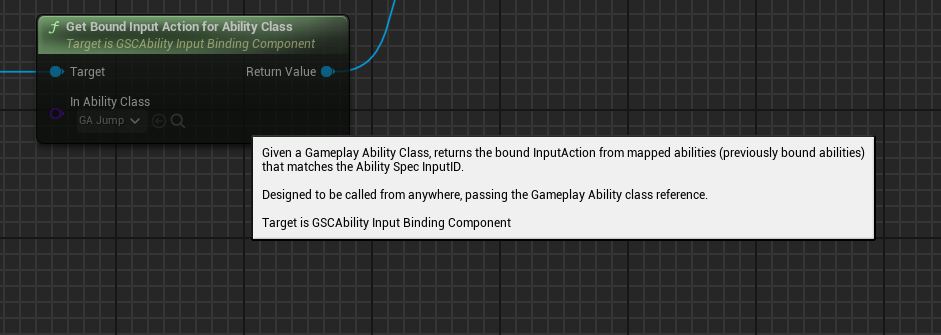 f Get Bound Input Action for Ability Class
Target is GSCAbility Input Binding Component
Target Return Value
In Ability Class
GA Jump
Given a Gameplay Ability Class, returns the bound InputAction from mapped abilities (previously bound abilities)
that matches the Ability Spec InputID.
Designed to be called from anywhere, passing the Gameplay Ability class reference.
Target is GSCAbility Input Binding Component